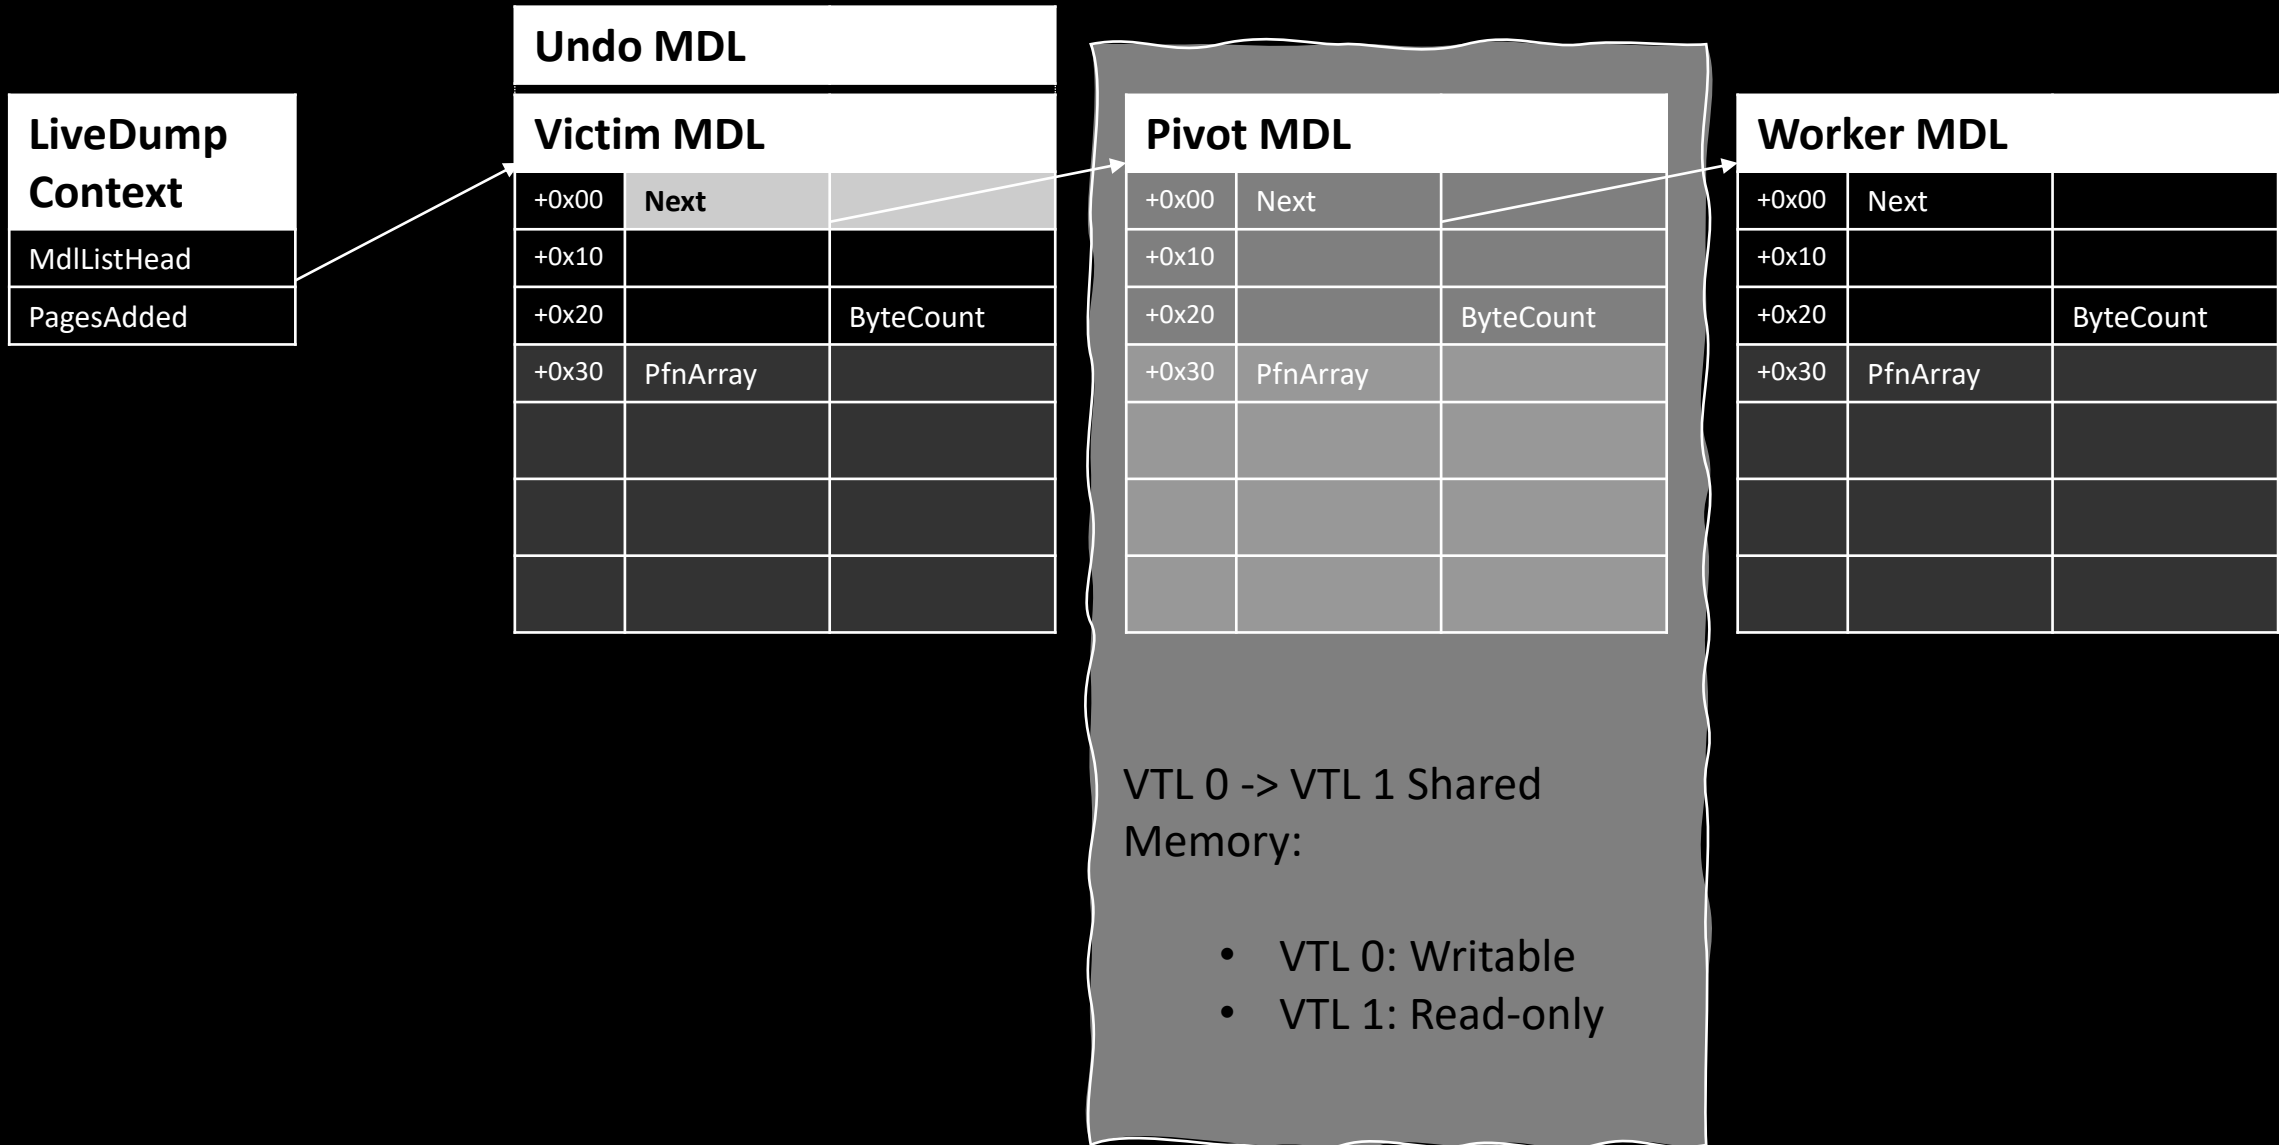 Undo MDL
LiveDump
Context
MdlListHead
PagesAdded
Victim MDL
+0x00 Next
+0x10
+0x20 ByteCount
+0x30 PfnArray
Pivot MDL
+0x00 Next
+0x10
+0x20 ByteCount
+0x30 PfnArray
Worker MDL
+0x00 Next
+0x10
+0x20 ByteCount
+0x30 PfnArray
VTL 0 -> VTL 1 Shared
Memory:
• VTL 0: Writable
• VTL 1: Read-only